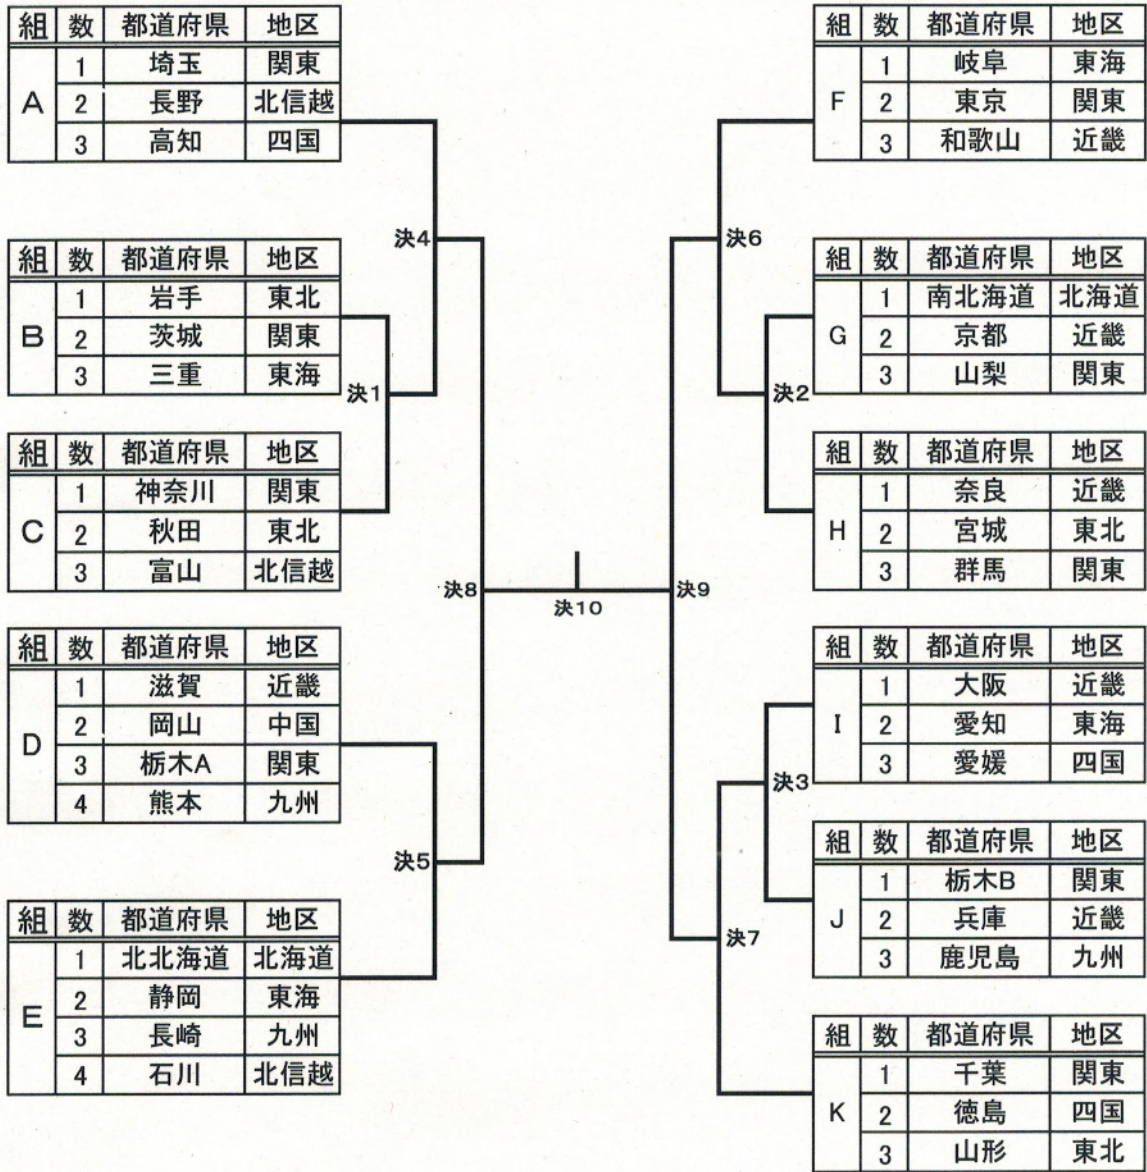 組 数 都道府県 地区
A
1 埼玉 関東
2 長野 北信越
3 高知 四国
組 数 都道府県 地区
B
1 岩手 東北
2 茨城 関東
3 三重 東海
組 数 都道府県 地区
C
1 神奈川 関東
2 秋田 東北
3 富山 北信越
組 数 都道府県 地区
D
1 滋賀 近畿
2 岡山 中国
3 栃木A 関東
4 熊本 九州
組 数 都道府県 地区
E
1 北北海道 北海道
2 静岡 東海
3 長崎 九州
4 石川 北信越
決4
決1
決8
決5
決10
決6
決2
決9
決3
決7
組 数 都道府県 地区
F
1 岐阜 東海
2 東京 関東
3 和歌山 近畿
組 数 都道府県 地区
G
1 南北海道 北海道
2 京都 近畿
3 山梨 関東
組 数 都道府県 地区
H
1 奈良 近畿
2 宮城 東北
3 群馬 関東
組 数 都道府県 地区
I
1 大阪 近畿
2 愛知 東海
3 愛媛 四国
組 数 都道府県 地区
J
1 栃木B 関東
2 兵庫 近畿
3 鹿児島 九州
組 数 都道府県 地区
K
1 千葉 関東
2 徳島 四国
3 山形 東北